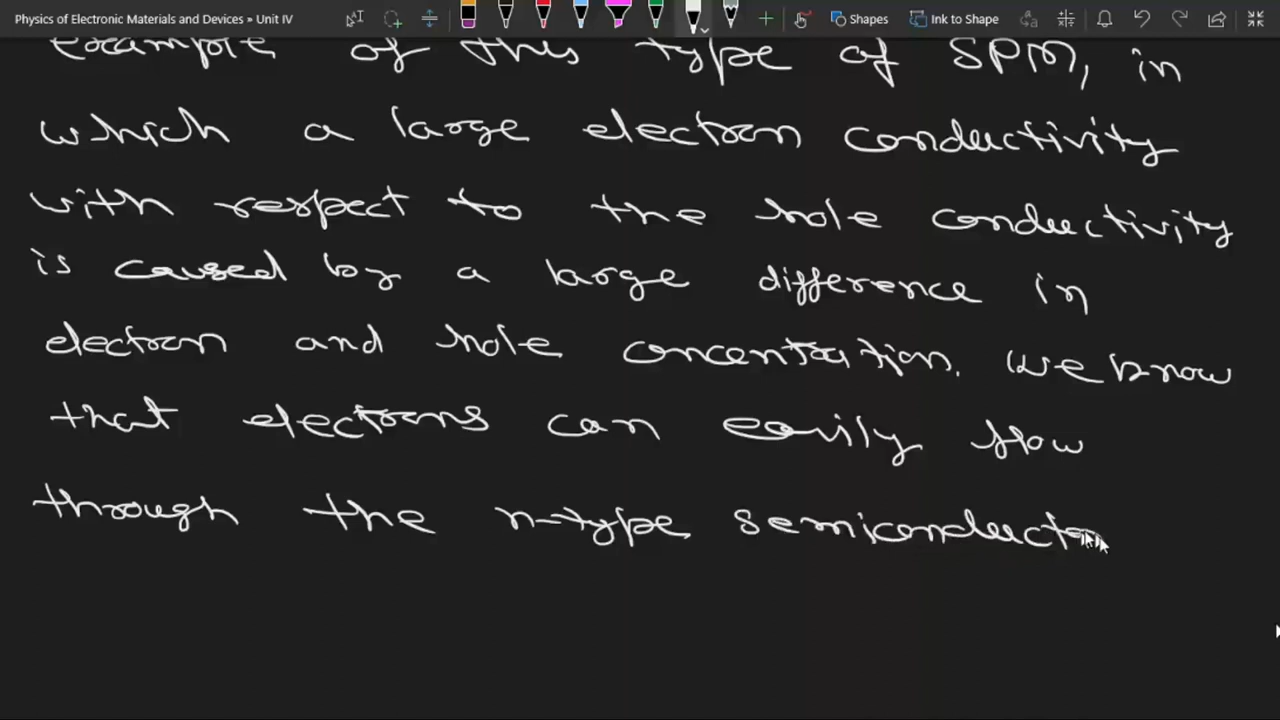 Physics of Electronic Materials and Devices » Unit IV
Shapes
Ink to Shape
example of this type of SPM, in
which a large electron conductivity
with respect to the hole conductivity
is caused by a large difference in
electron and hole concentration. We know
that electrons can easily flow
through the n-type semiconductor